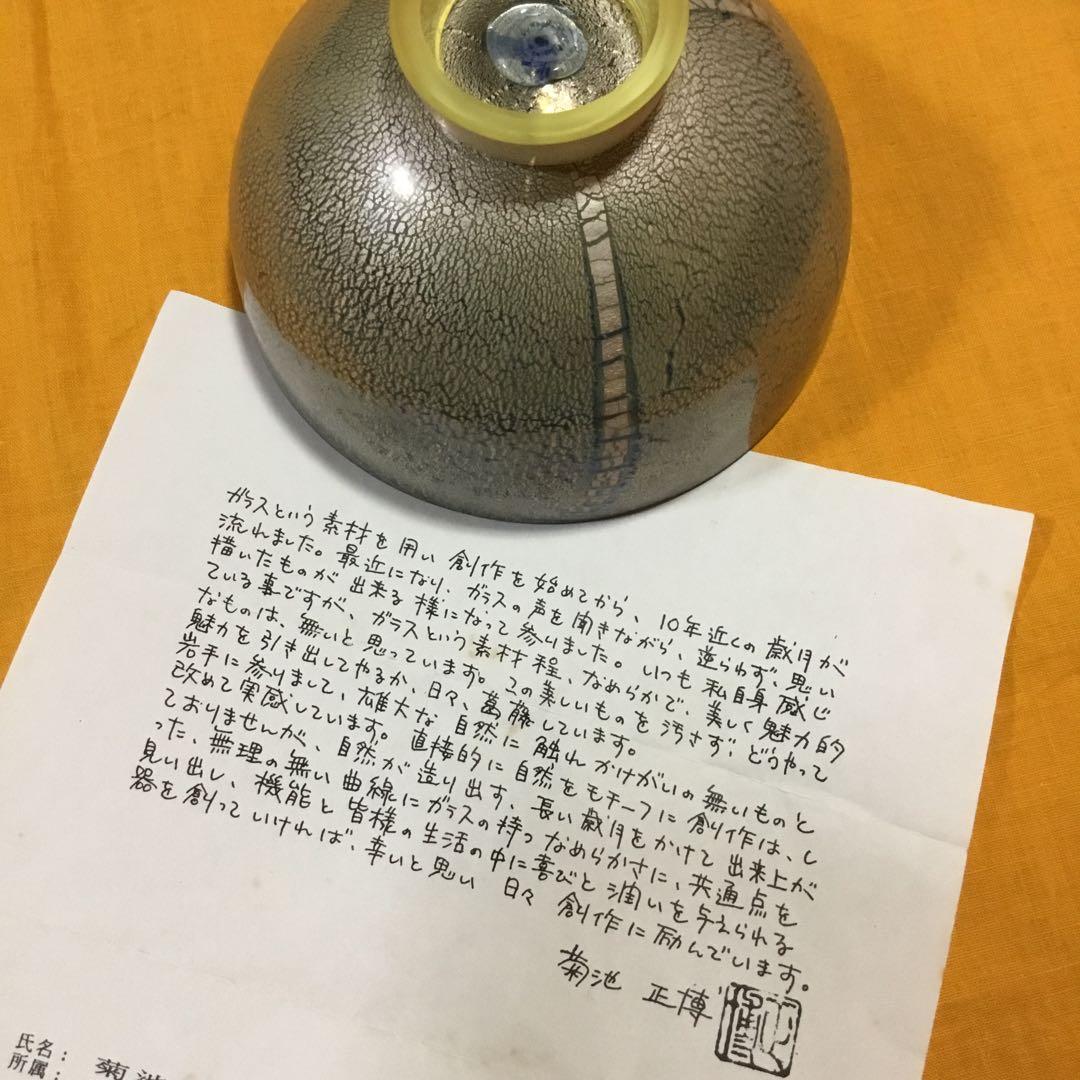 ガラスという素材を用い創作を始めてから、10年近くの歳月が
流れました。最近になり、ガラスの声を聞きながら、逆らわず、思い
描いたものが出来る様になって参りました。いつも私自身感じ
ている事ですが、ガラスという素材程、なめらかで、美しく魅力的
なものは、無いと思っています。この美しいものを汚さず、どうやって
魅力を引き出してやるか、日々、葛藤しています。
岩手に参りまして、雄大な自然に触れかけがいの無いものと
改めて実感しています。直接的に自然をモチーフに創作は、し
ておりませんが、自然が造り出す、長い歳月をかけて出来上が
った、無理の無い曲線にガラスの持つなめらかさに、共通点を
見い出し、機能と皆様の生活の中に喜びと潤いを与えられる
器を創っていければ、幸いと思い日々創作に励んでいます。
菊池 正博
氏名： 菊池
所属：